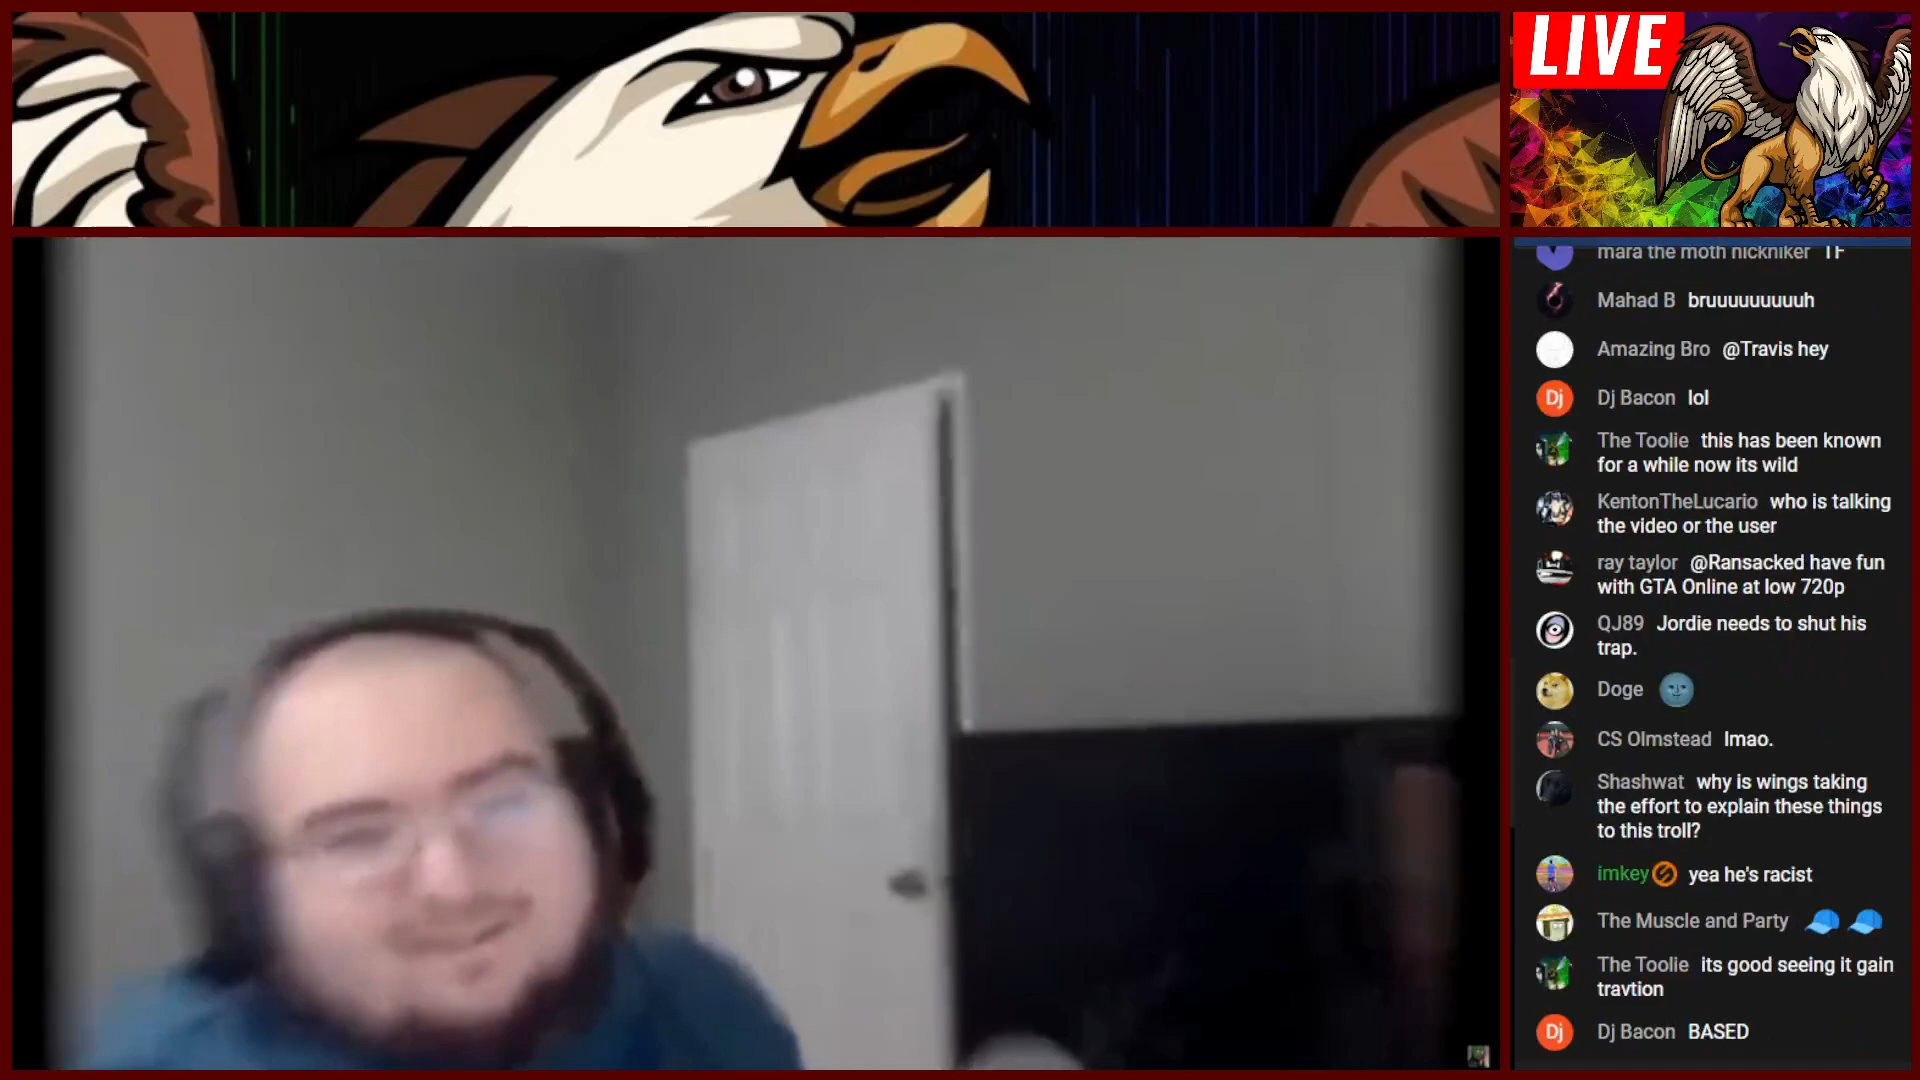 LIVE
mara the moth nickniker TF
Mahad B bruuuuuuuuuh
Amazing Bro @Travis hey
Dj
Dj Bacon lol
The Toolie this has been known
for a while now its wild
KentonTheLucario who is talking
the video or the user
ray taylor @Ransacked have fun
with GTA Online at low 720p
QJ89 Jordie needs to shut his
trap.
Doge
CS Olmstead lmao.
Shashwat why is wings taking
the effort to explain these things
to this troll?
imkey yea he's racist
The Muscle and Party
The Toolie its good seeing it gain
travtion
Dj
Dj Bacon BASED